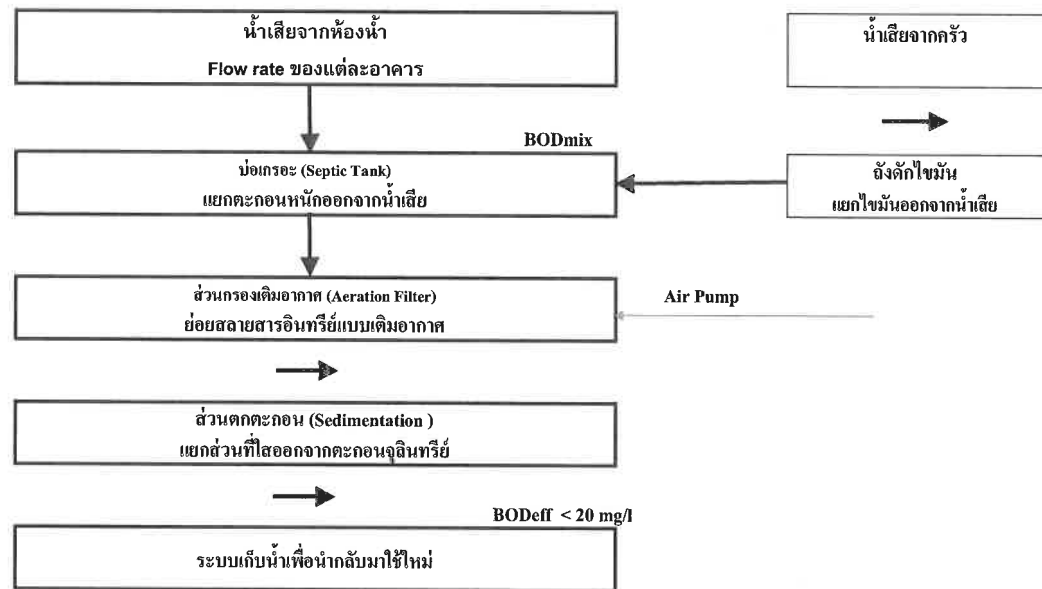 น้ำเสียจากห้องน้ำ
Flow rate ของแต่ละอาคาร
น้ำเสียจากครัว
BODmix
บ่อเกรอะ (Septic Tank)
แยกตะกอนหนักออกจากน้ำเสีย
ถังดักไขมัน
แยกไขมันออกจากน้ำเสีย
ส่วนกรองเติมอากาศ (Aeration Filter)
ย่อยสลายสารอินทรีย์แบบเติมอากาศ
Air Pump
ส่วนตกตะกอน (Sedimentation )
แยกส่วนที่ใสออกจากตะกอนจุลินทรีย์
BODeff < 20 mg/l
ระบบเก็บน้ำเพื่อนำกลับมาใช้ใหม่